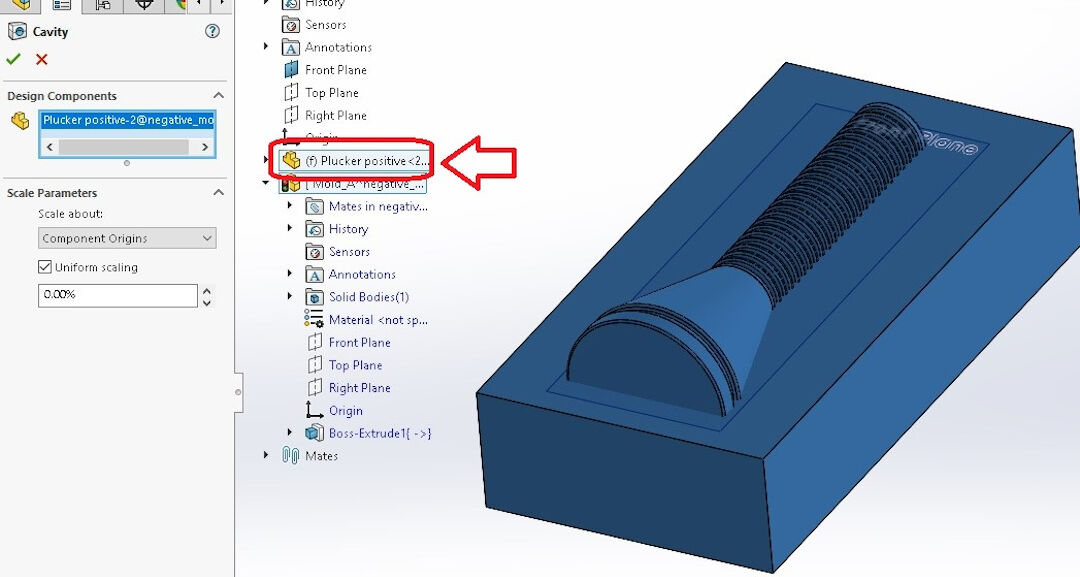 Cavity
Design Components
Plucker positive-2@negative_mo
Scale Parameters
Scale about:
Component Origins
Uniform scaling
0.00%
History
Sensors
Annotations
Front Plane
Top Plane
Right Plane
Origin
(f) Plucker positive<2...
[ Mold_A^negative_...
Mates in negativ...
History
Sensors
Annotations
Solid Bodies(1)
Material <not sp...
Front Plane
Top Plane
Right Plane
Origin
Boss-Extrude1{ ->}
Mates
Front Plane